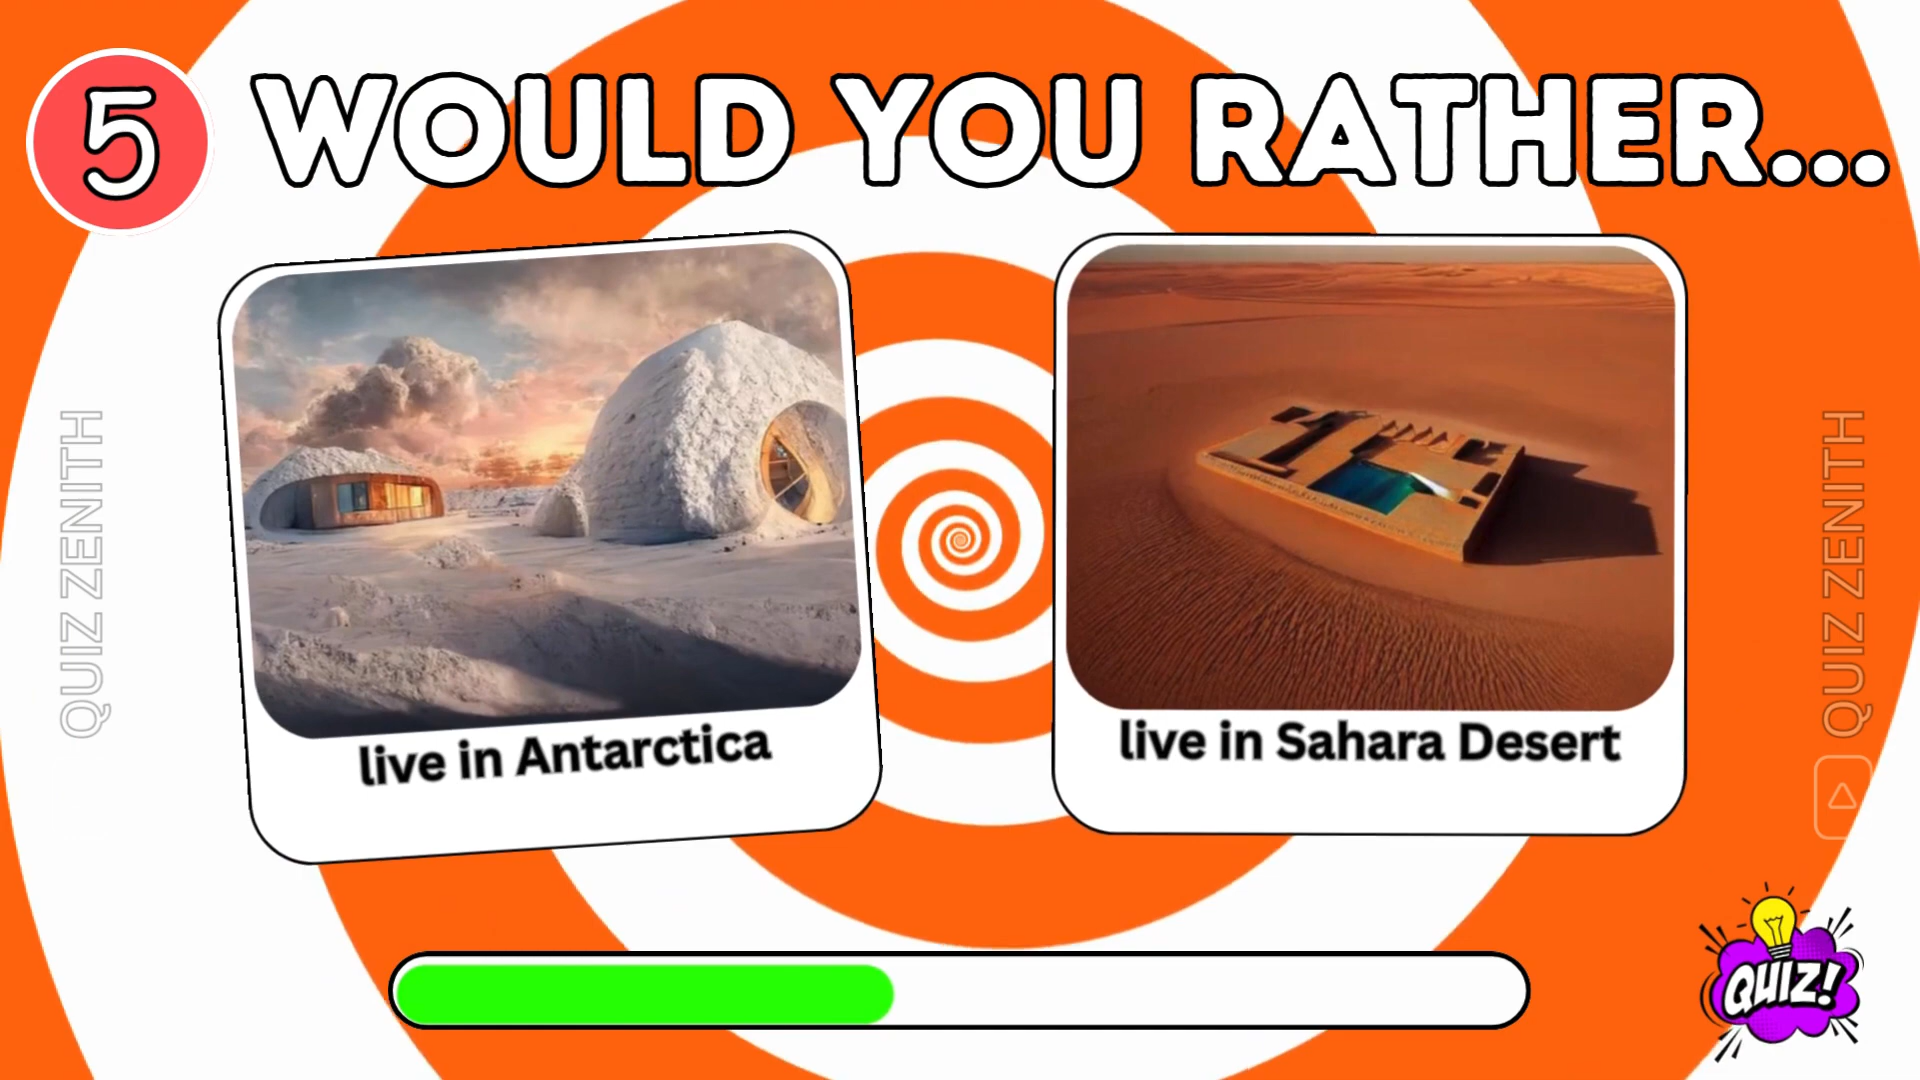 5
WOULD YOU RATHER...
QUIZ ZENITH
live in Antarctica
live in Sahara Desert
QUIZ ZENITH
QUIZ!